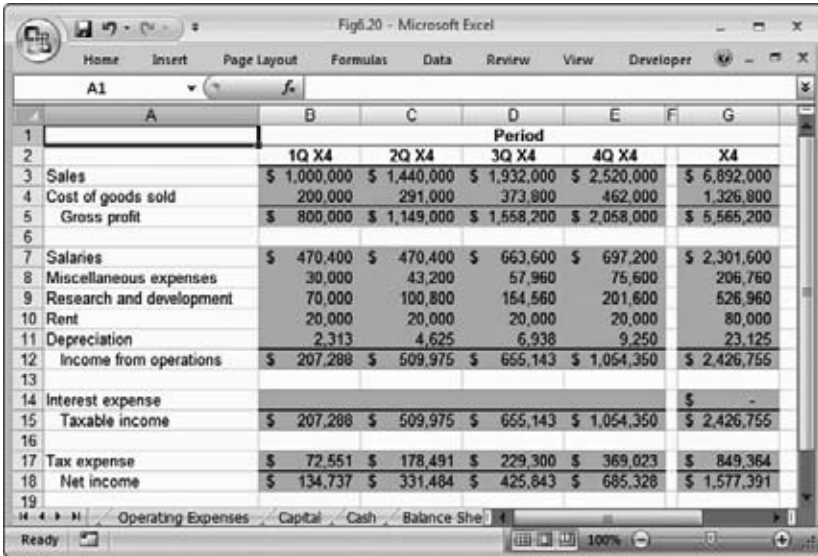 Fig6.20 - Microsoft Excel
Home Insert Page Layout Formulas Data Review View Developer
A1 fx
A B C D E F G
1 Period
2 1Q X4 2Q X4 3Q X4 4Q X4 X4
3 Sales $ 1,000,000 $ 1,440,000 $ 1,932,000 $ 2,520,000 $ 6,892,000
4 Cost of goods sold 200,000 291,000 373,800 462,000 1,326,800
5 Gross profit $ 800,000 $ 1,149,000 $ 1,558,200 $ 2,058,000 $ 5,565,200
6
7 Salaries $ 470,400 $ 470,400 $ 663,600 $ 697,200 $ 2,301,600
8 Miscellaneous expenses 30,000 43,200 57,960 75,600 206,760
9 Research and development 70,000 100,800 154,560 201,600 526,960
10 Rent 20,000 20,000 20,000 20,000 80,000
11 Depreciation 2,313 4,625 6,938 9,250 23,125
12 Income from operations $ 207,288 $ 509,975 $ 655,143 $ 1,054,350 $ 2,426,755
13
14 Interest expense $ -
15 Taxable income $ 207,288 $ 509,975 $ 655,143 $ 1,054,350 $ 2,426,755
16
17 Tax expense $ 72,551 $ 178,491 $ 229,300 $ 369,023 $ 849,364
18 Net income $ 134,737 $ 331,484 $ 425,843 $ 685,328 $ 1,577,391
19
Operating Expenses Capital Cash Balance She
Ready 100%